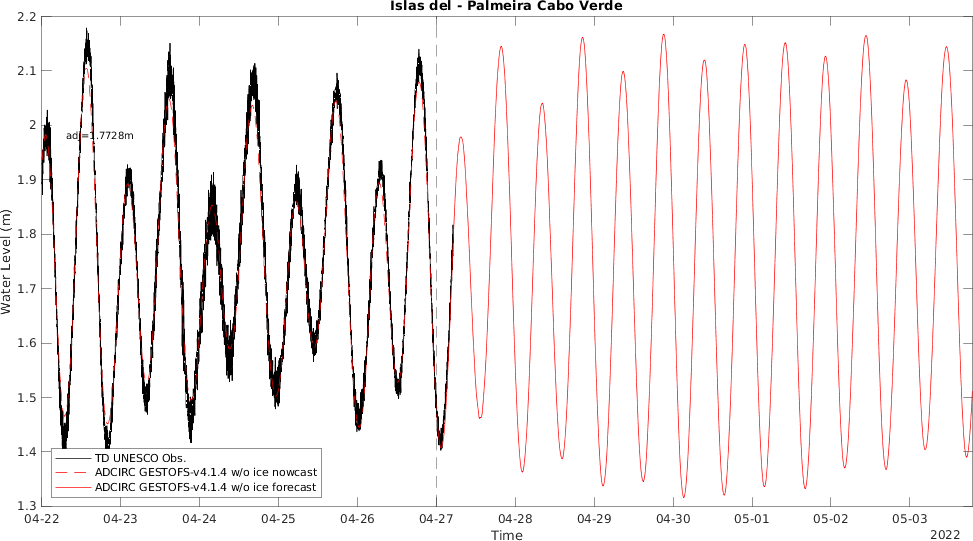 Islas del - Palmeira Cabo Verde
Water Level (m)
2.2
2.1
2
1.9
1.8
1.7
1.6
1.5
1.4
1.3
adj=1.7728m
TD UNESCO Obs.
ADCIRC GESTOFS-v4.1.4 w/o ice nowcast
ADCIRC GESTOFS-v4.1.4 w/o ice forecast
04-22 04-23 04-24 04-25 04-26 04-27 04-28 04-29 04-30 05-01 05-02 05-03
Time
2022